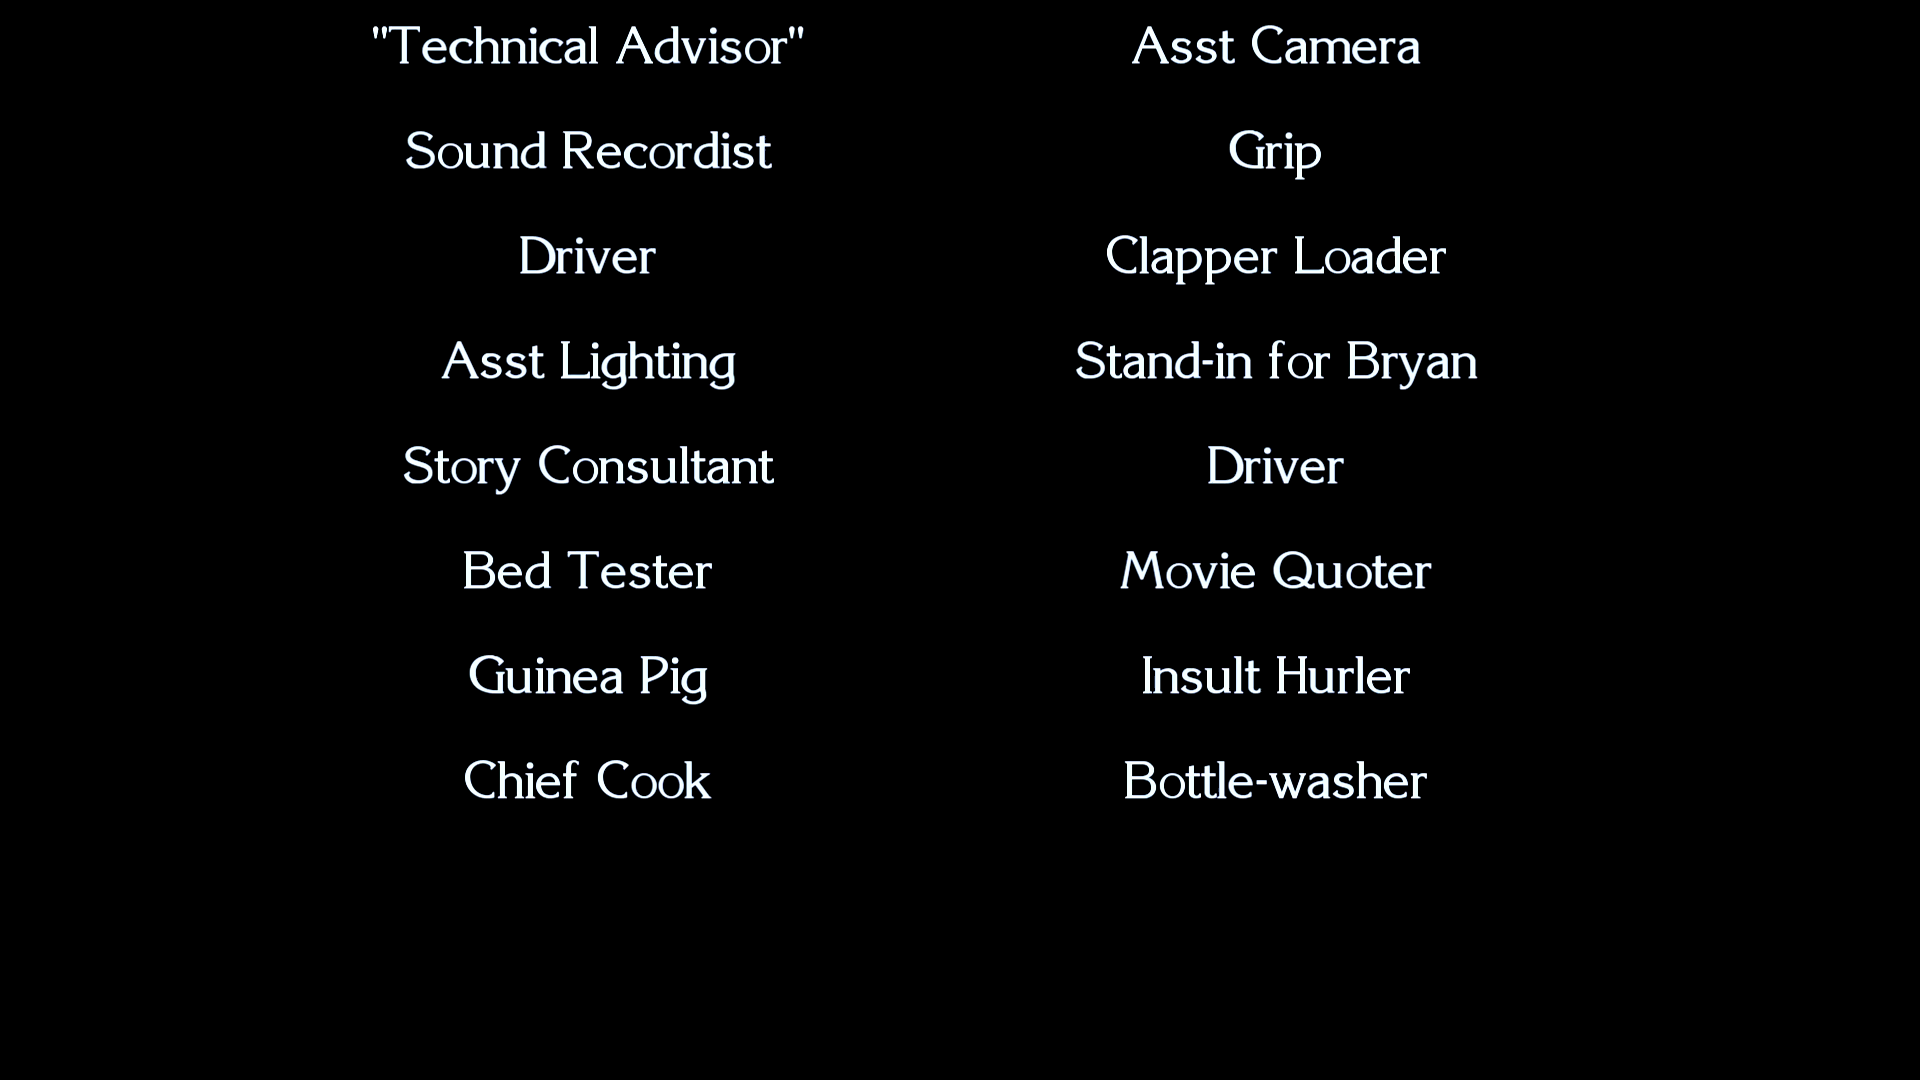 "Technical Advisor" Asst Camera
Sound Recordist Grip
Driver Clapper Loader
Asst Lighting Stand-in for Bryan
Story Consultant Driver
Bed Tester Movie Quoter
Guinea Pig Insult Hurler
Chief Cook Bottle-washer